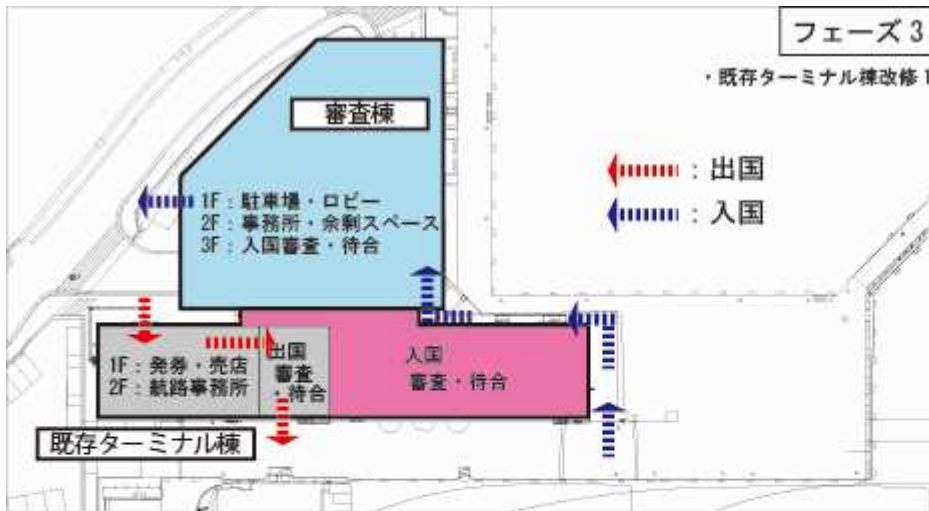 フェーズ3
・既存ターミナル棟改修1
審査棟
：出国
：入国
1F：駐車場・ロビー
2F：事務所・余剰スペース
3F：入国審査・待合
1F：発券・売店
2F：航路事務所
出国
審査
・待合
入国
審査・待合
既存ターミナル棟